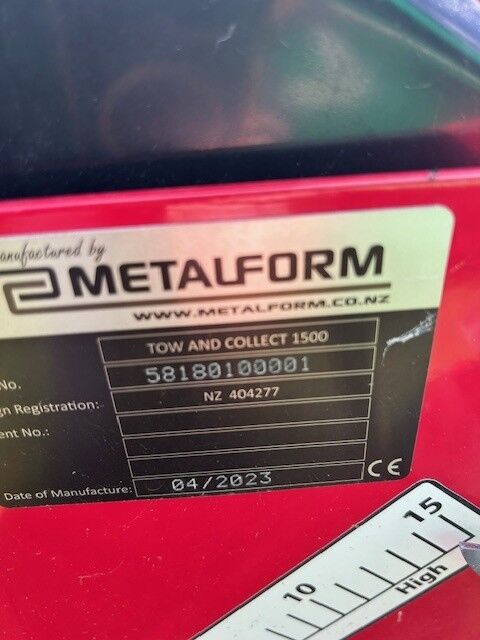 anufactured by
METALFORM
WWW.METALFORM.CO.NZ
TOW AND COLLECT 1500
No. 58180100001
gn Registration: NZ 404277
ent No.:
Date of Manufacture: 04/2023 CE
15
10
High